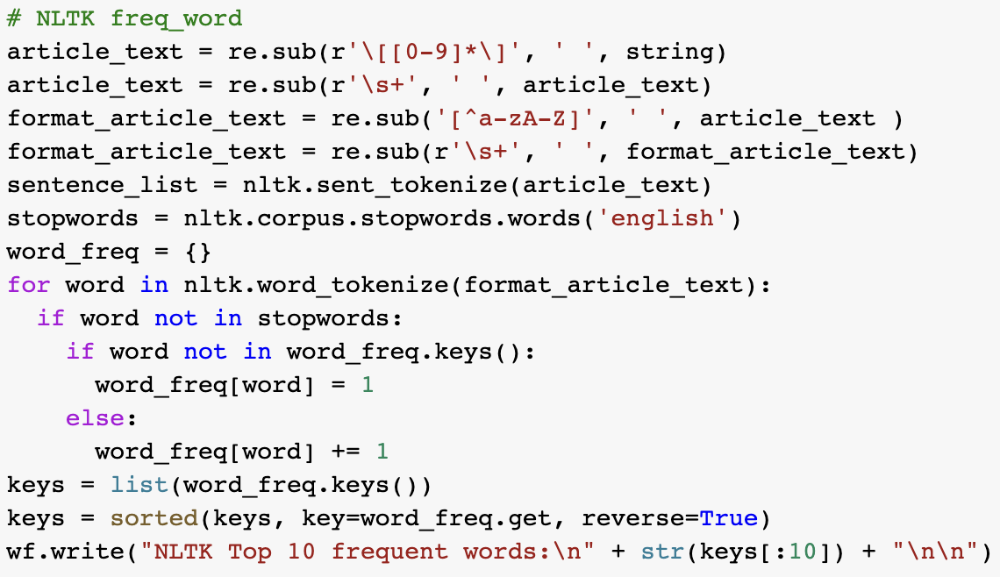 # NLTK freq_word
article_text = re.sub(r'\[[0-9]*\]', ' ', string)
article_text = re.sub(r'\s+', ' ', article_text)
format_article_text = re.sub('[^a-zA-Z]', ' ', article_text )
format_article_text = re.sub(r'\s+', ' ', format_article_text)
sentence_list = nltk.sent_tokenize(article_text)
stopwords = nltk.corpus.stopwords.words('english')
word_freq = {}
for word in nltk.word_tokenize(format_article_text):
  if word not in stopwords:
    if word not in word_freq.keys():
      word_freq[word] = 1
    else:
      word_freq[word] += 1
keys = list(word_freq.keys())
keys = sorted(keys, key=word_freq.get, reverse=True)
wf.write("NLTK Top 10 frequent words:\n" + str(keys[:10]) + "\n\n")